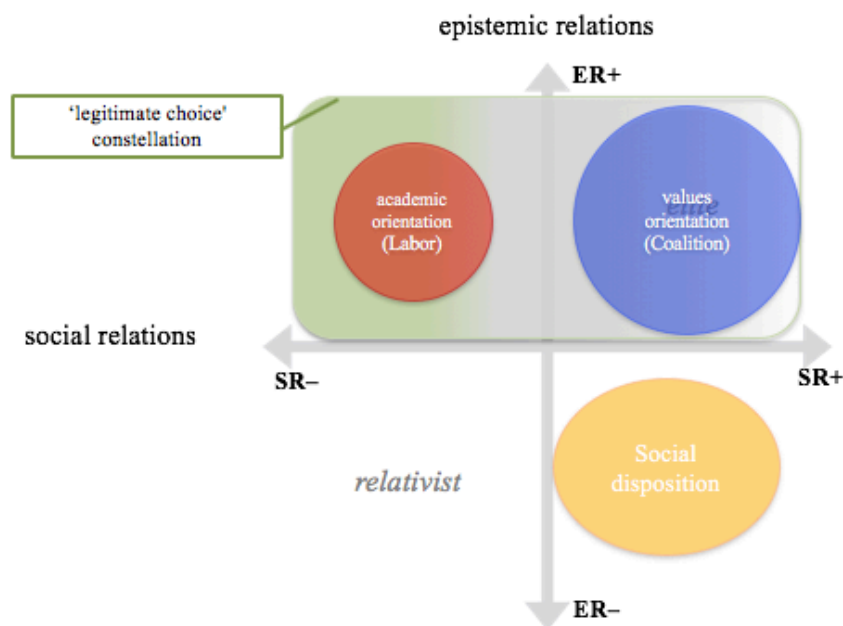 epistemic relations
ER+
'legitimate choice'
constellation
academic
orientation
(Labor)
elite
values
orientation
(Coalition)
social relations
SR–
SR+
relativist
Social
disposition
ER–